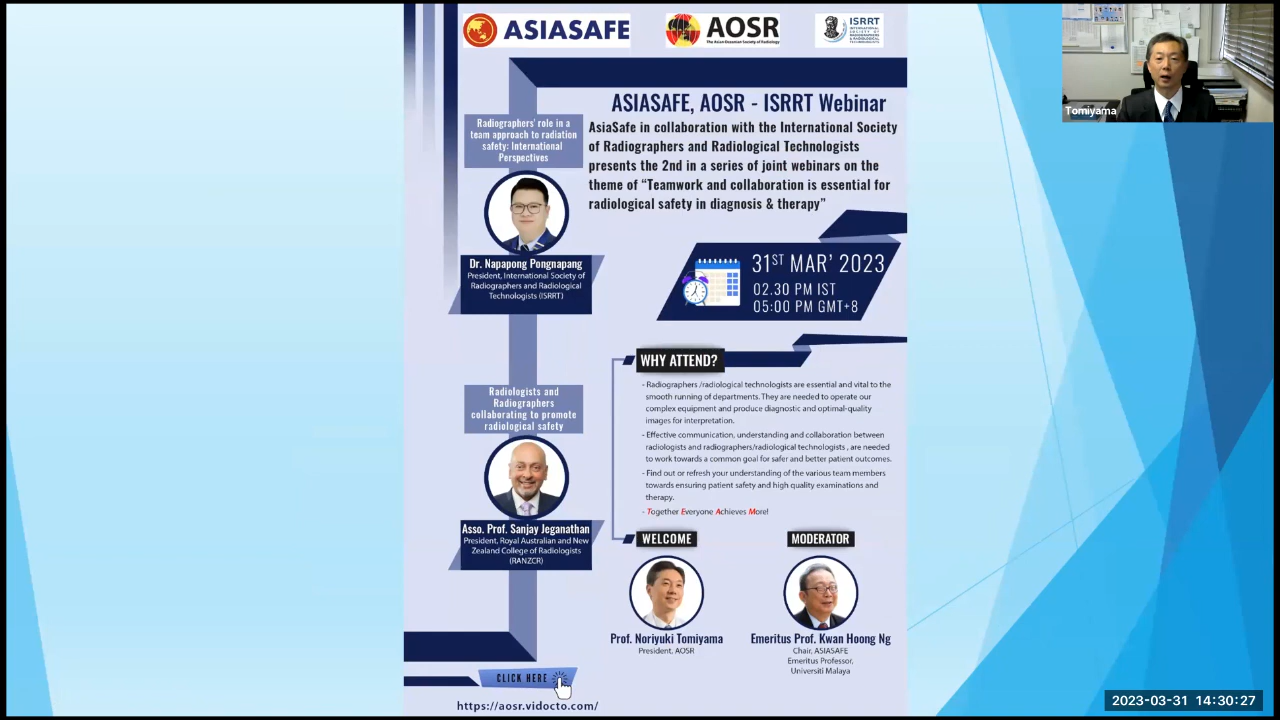 ASIASAFE
AOSR
The Asian Oceanian Society of Radiology
ISRRT
INTERNATIONAL
SOCIETY OF
RADIOGRAPHERS
& RADIOLOGICAL
TECHNOLOGISTS
Tomiyama
ASIASAFE, AOSR - ISRRT Webinar
AsiaSafe in collaboration with the International Society
of Radiographers and Radiological Technologists
presents the 2nd in a series of joint webinars on the
theme of “Teamwork and collaboration is essential for
radiological safety in diagnosis & therapy”
Radiographers' role in a
team approach to radiation
safety: International
Perspectives
Dr. Napapong Pongnapang
President, International Society of
Radiographers and Radiological
Technologists (ISRRT)
31ST MAR’ 2023
02.30 PM IST
05:00 PM GMT+8
WHY ATTEND?
- Radiographers /radiological technologists are essential and vital to the
smooth running of departments. They are needed to operate our
complex equipment and produce diagnostic and optimal-quality
images for interpretation.
- Effective communication, understanding and collaboration between
radiologists and radiographers/radiological technologists , are needed
to work towards a common goal for safer and better patient outcomes.
- Find out or refresh your understanding of the various team members
towards ensuring patient safety and high quality examinations and
therapy.
- Together Everyone Achieves More!
Radiologists and
Radiographers
collaborating to promote
radiological safety
Asso. Prof. Sanjay Jeganathan
President, Royal Australian and New
Zealand College of Radiologists
(RANZCR)
WELCOME
Prof. Noriyuki Tomiyama
President, AOSR
MODERATOR
Emeritus Prof. Kwan Hoong Ng
Chair, ASIASAFE
Emeritus Professor,
Universiti Malaya
CLICK HERE
https://aosr.vidocto.com/
2023-03-31 14:30:27